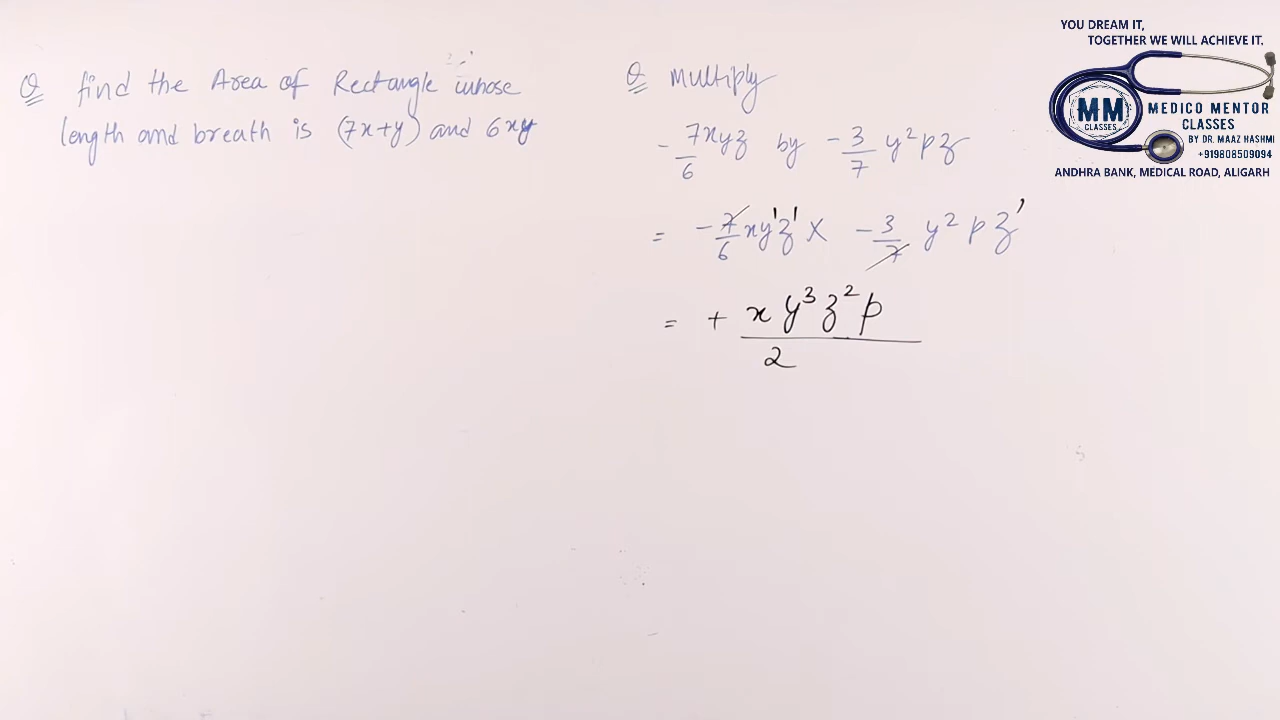 Q find the Area of Rectangle whose
length and breath is (7x+y) and 6xy
Q Multiply
- 7/6 xyz by - 3/7 y²pz
= - 7/6 xy¹z¹ X - 3/7 y²pz¹
= + xy³z²p / 2
YOU DREAM IT,
TOGETHER WE WILL ACHIEVE IT.
MM
CLASSES
MEDICO MENTOR
CLASSES
BY DR. MAAZ HASHMI
+919808509094
ANDHRA BANK, MEDICAL ROAD, ALIGARH